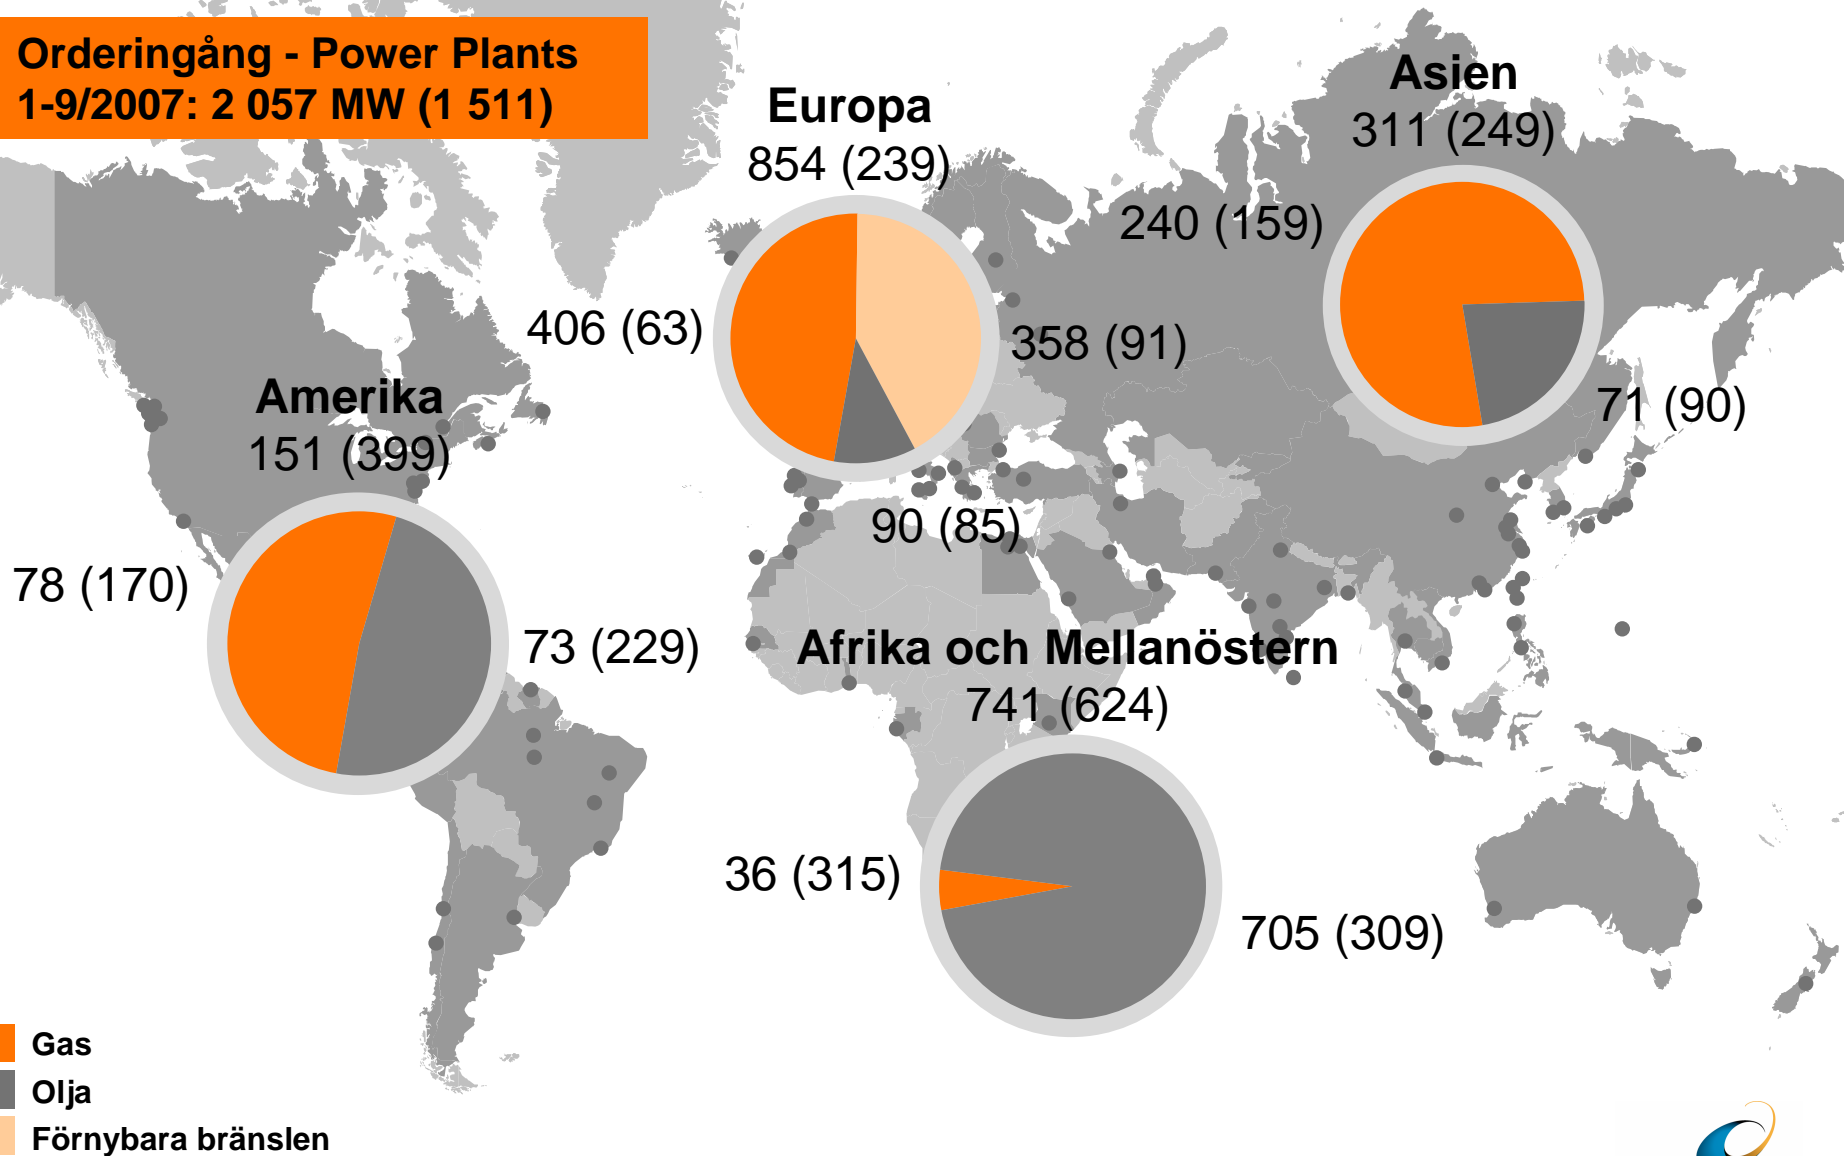 Orderingång - Power Plants
1-9/2007: 2 057 MW (1 511)
Europa
854 (239)
406 (63)
358 (91)
90 (85)
Asien
311 (249)
240 (159)
71 (90)
Amerika
151 (399)
78 (170)
73 (229)
Afrika och Mellanöstern
741 (624)
36 (315)
705 (309)
Gas
Olja
Förnybara bränslen